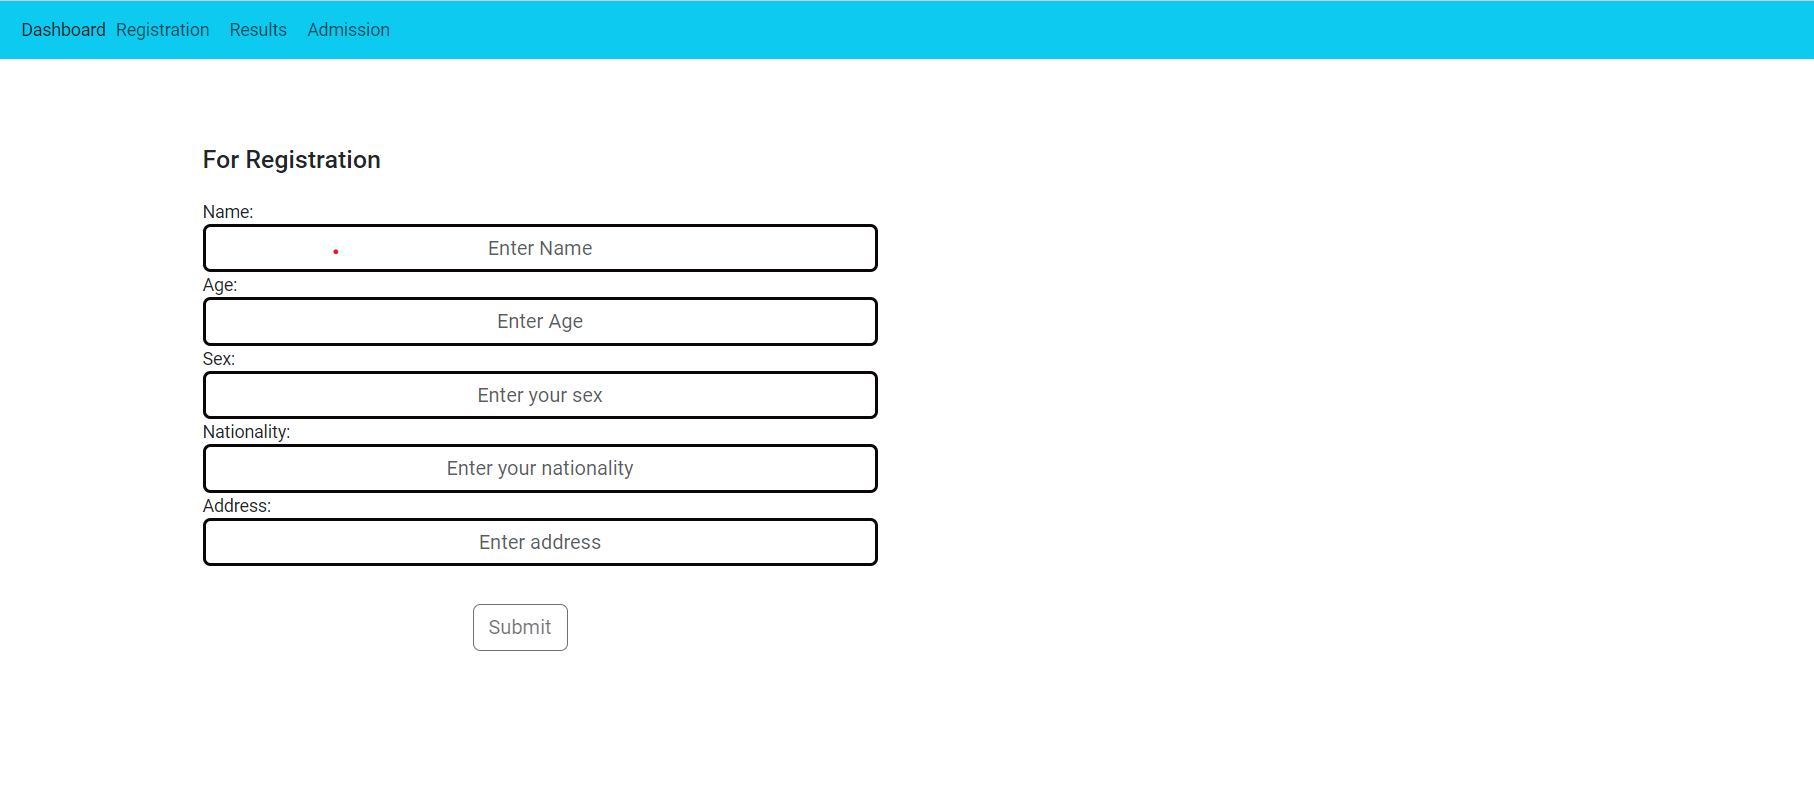 Dashboard Registration Results Admission
For Registration
Name:
Enter Name
Age:
Enter Age
Sex:
Enter your sex
Nationality:
Enter your nationality
Address:
Enter address
Submit